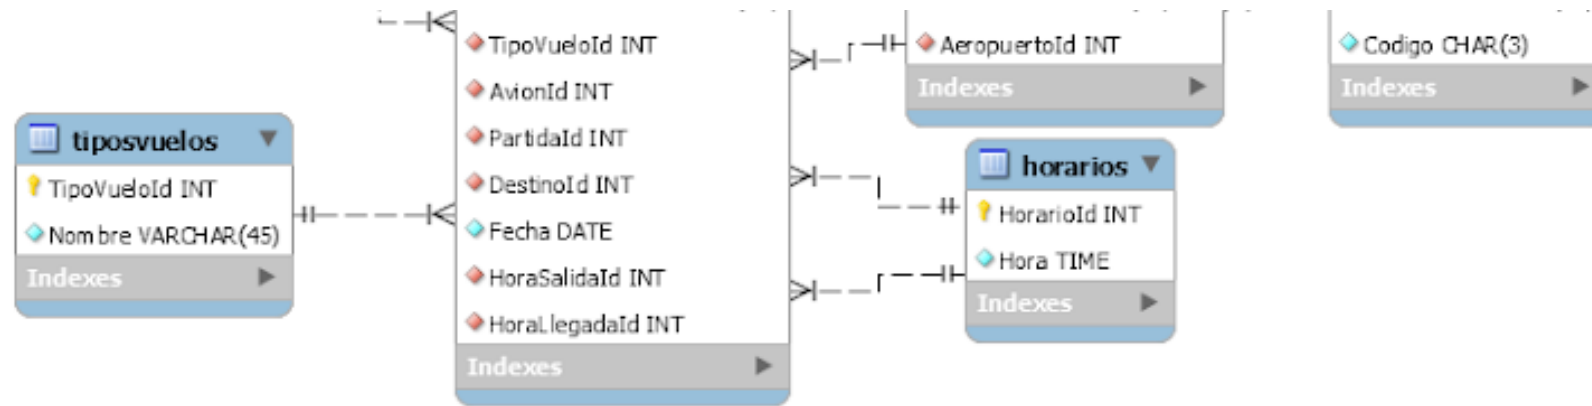 TipoVueloId INT
AvionId INT
PartidaId INT
DestinoId INT
Fecha DATE
HoraSalidaId INT
HoraLlegadaId INT
Indexes
AeropuertoId INT
Indexes
Codigo CHAR(3)
Indexes
tiposvuelos
TipoVueloId INT
Nombre VARCHAR(45)
Indexes
horarios
HorarioId INT
Hora TIME
Indexes